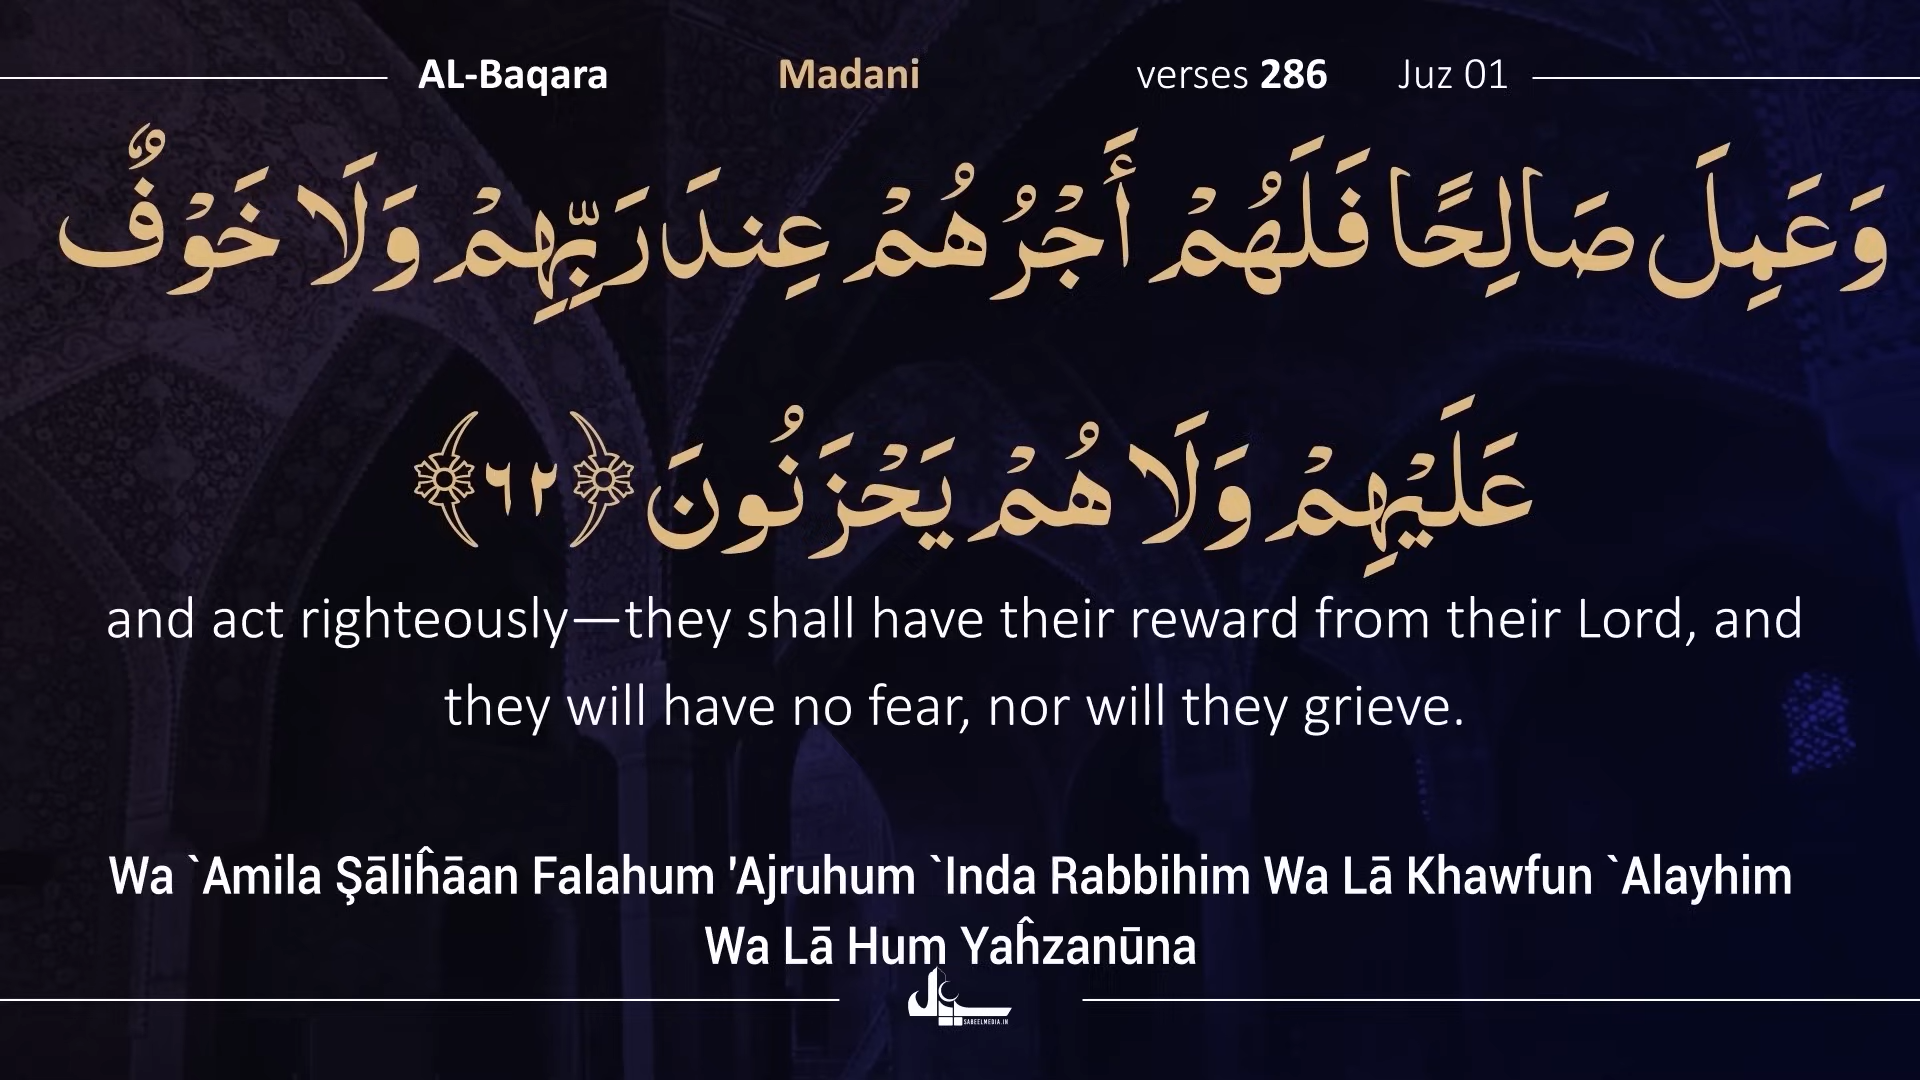 AL-Baqara Madani verses 286 Juz 01
وَعَمِلَ صَالِحًا فَلَهُمْ أَجْرُهُمْ عِندَ رَبِّهِمْ وَلَا خَوْفٌ
عَلَيْهِمْ وَلَا هُمْ يَحْزَنُونَ ﴿٦٢﴾
and act righteously—they shall have their reward from their Lord, and
they will have no fear, nor will they grieve.
Wa `Amila Şāliĥāan Falahum 'Ajruhum `Inda Rabbihim Wa Lā Khawfun `Alayhim
Wa Lā Hum Yaĥzanūna
SABEELMEDIA.IN